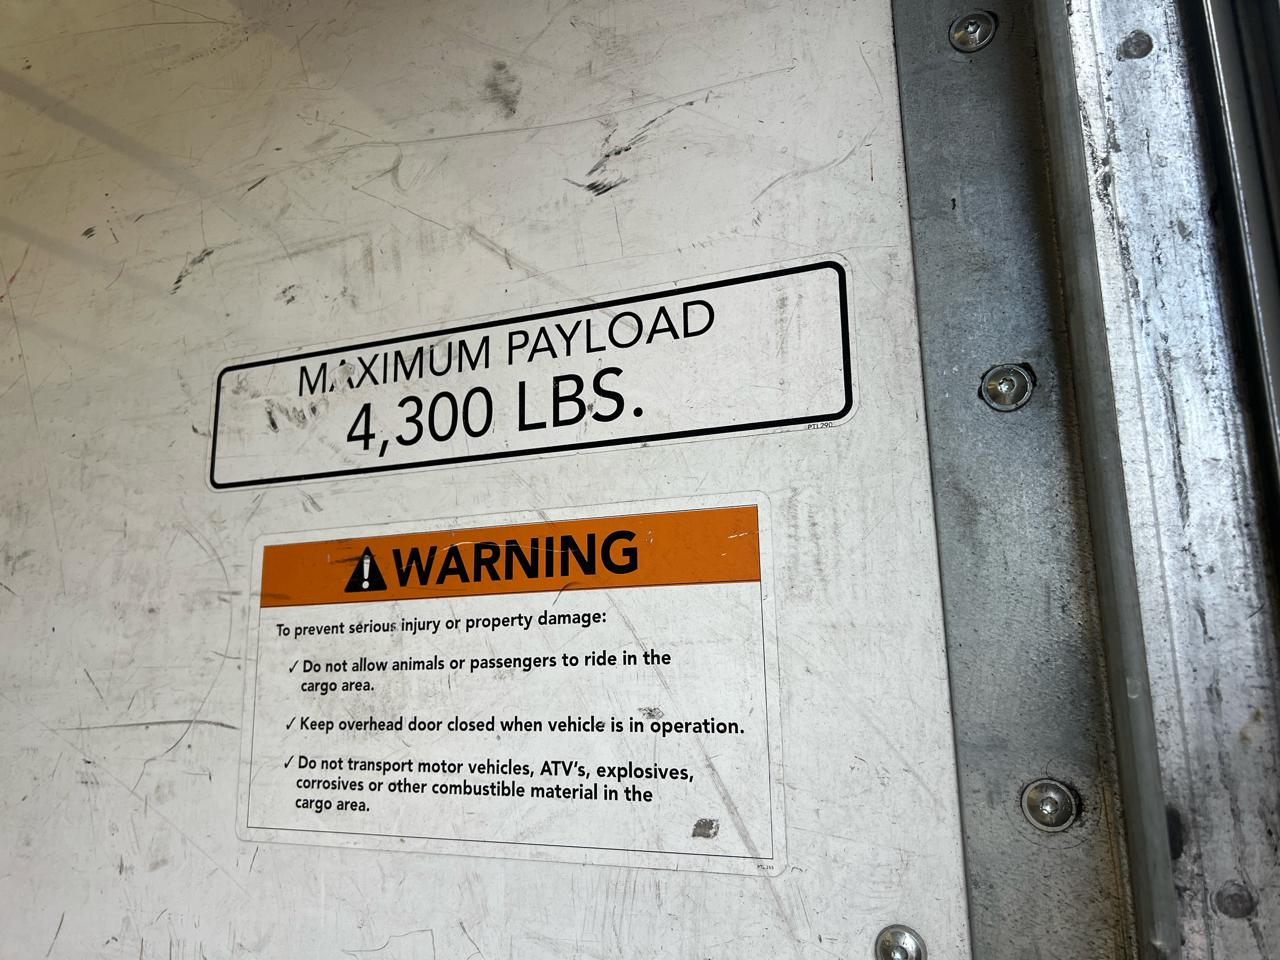 MAXIMUM PAYLOAD
4,300 LBS.
PTL290
WARNING
To prevent serious injury or property damage:
✓ Do not allow animals or passengers to ride in the
cargo area.
✓ Keep overhead door closed when vehicle is in operation.
✓ Do not transport motor vehicles, ATV's, explosives,
corrosives or other combustible material in the
cargo area.